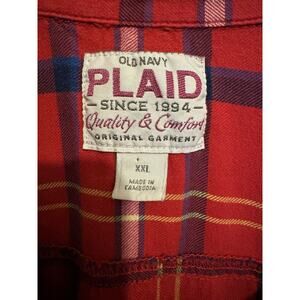 OLD NAVY
PLAID
- SINCE 1994 -
Quality & Comfort
ORIGINAL GARMENT
XXL
MADE IN
CAMBODIA